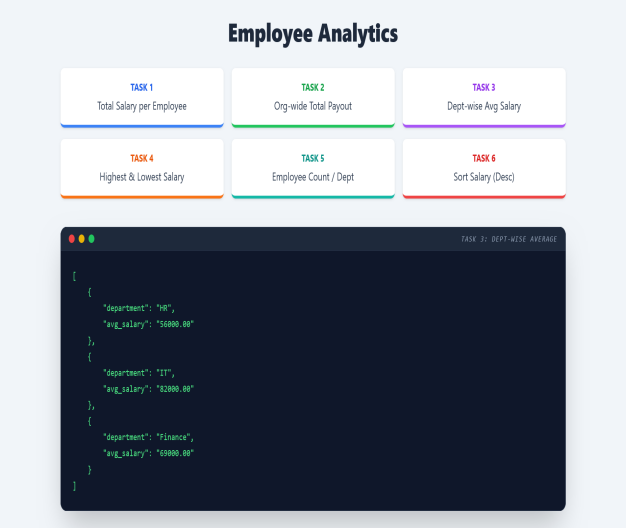 Employee Analytics
TASK 1
Total Salary per Employee
TASK 2
Org-wide Total Payout
TASK 3
Dept-wise Avg Salary
TASK 4
Highest & Lowest Salary
TASK 5
Employee Count / Dept
TASK 6
Sort Salary (Desc)
TASK 3: DEPT-WISE AVERAGE
[
    {
        "department": "HR",
        "avg_salary": "56000.00"
    },
    {
        "department": "IT",
        "avg_salary": "82000.00"
    },
    {
        "department": "Finance",
        "avg_salary": "69000.00"
    }
]